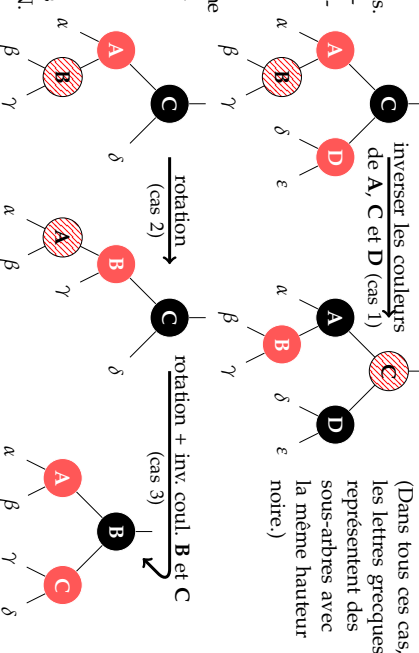 s.
inverser les couleurs
de A, C et D (cas 1)
C
A
D
α
B
δ
ε
β
γ
C
A
D
α
B
δ
ε
β
γ
(Dans tous ces cas,
les lettres grecques
représentent des
sous-arbres avec
la même hauteur
noire.)
rotation
(cas 2)
rotation + inv. coul. B et C
(cas 3)
C
A
δ
α
B
β
γ
C
B
δ
A
γ
α
β
B
A
C
α
β
γ
δ